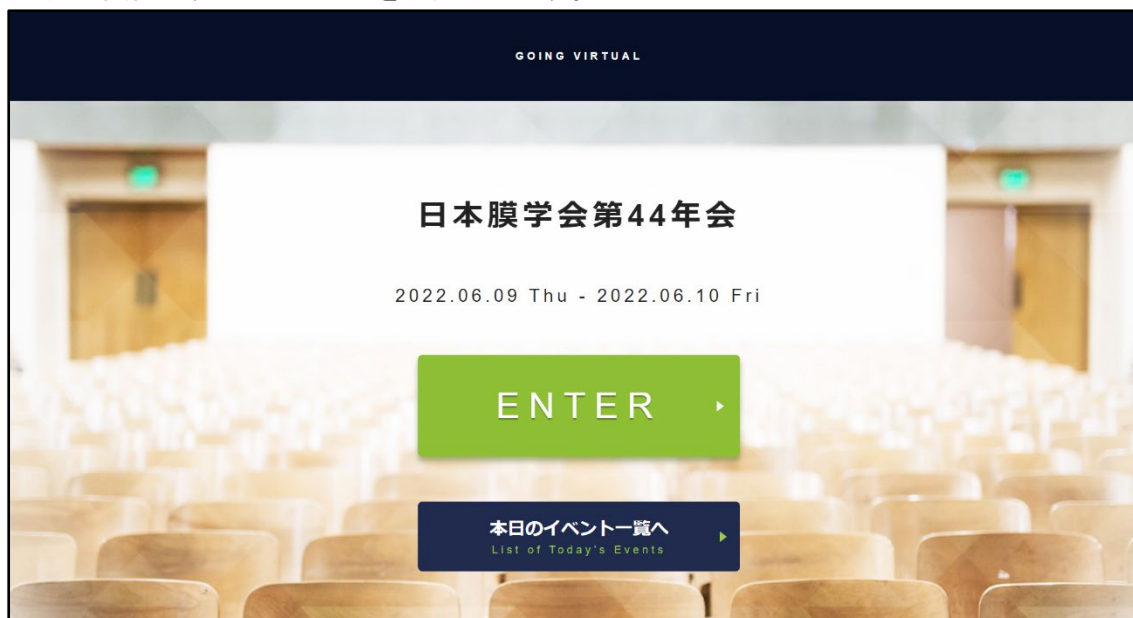 GOING VIRTUAL
日本膜学会第44年会
2022.06.09 Thu - 2022.06.10 Fri
ENTER
本日のイベント一覧へ
List of Today's Events